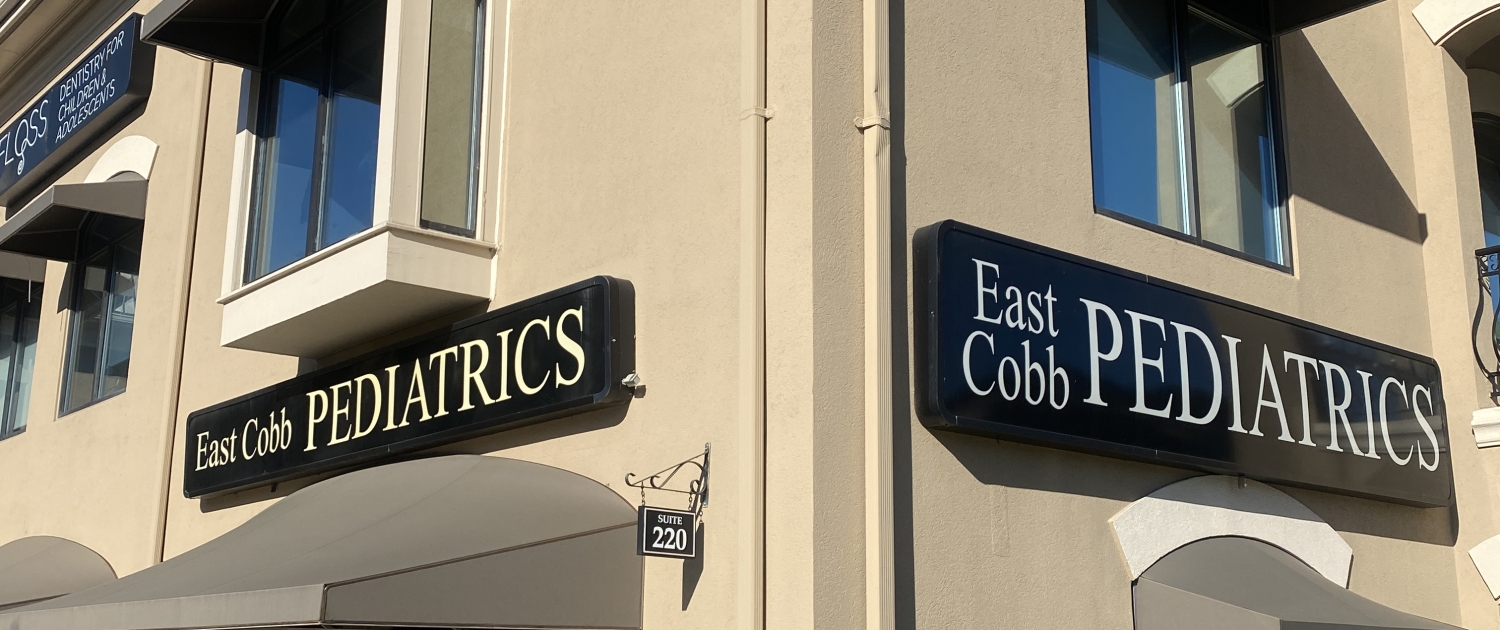 FLOSS
DENTISTRY FOR
CHILDREN &
ADOLESCENTS
East Cobb PEDIATRICS
SUITE
220
East
Cobb
PEDIATRICS